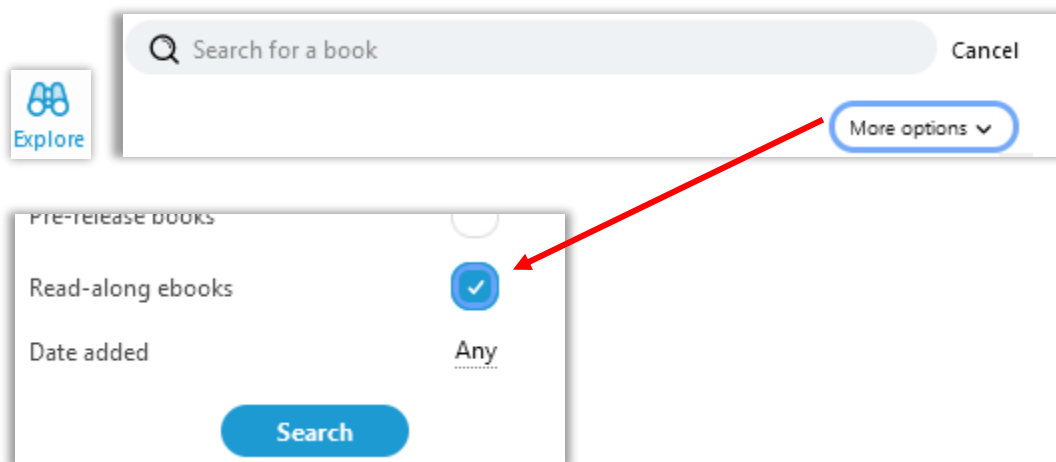 Search for a book
Cancel
Explore
More options
Pre-release books
Read-along ebooks
Date added
Any
Search